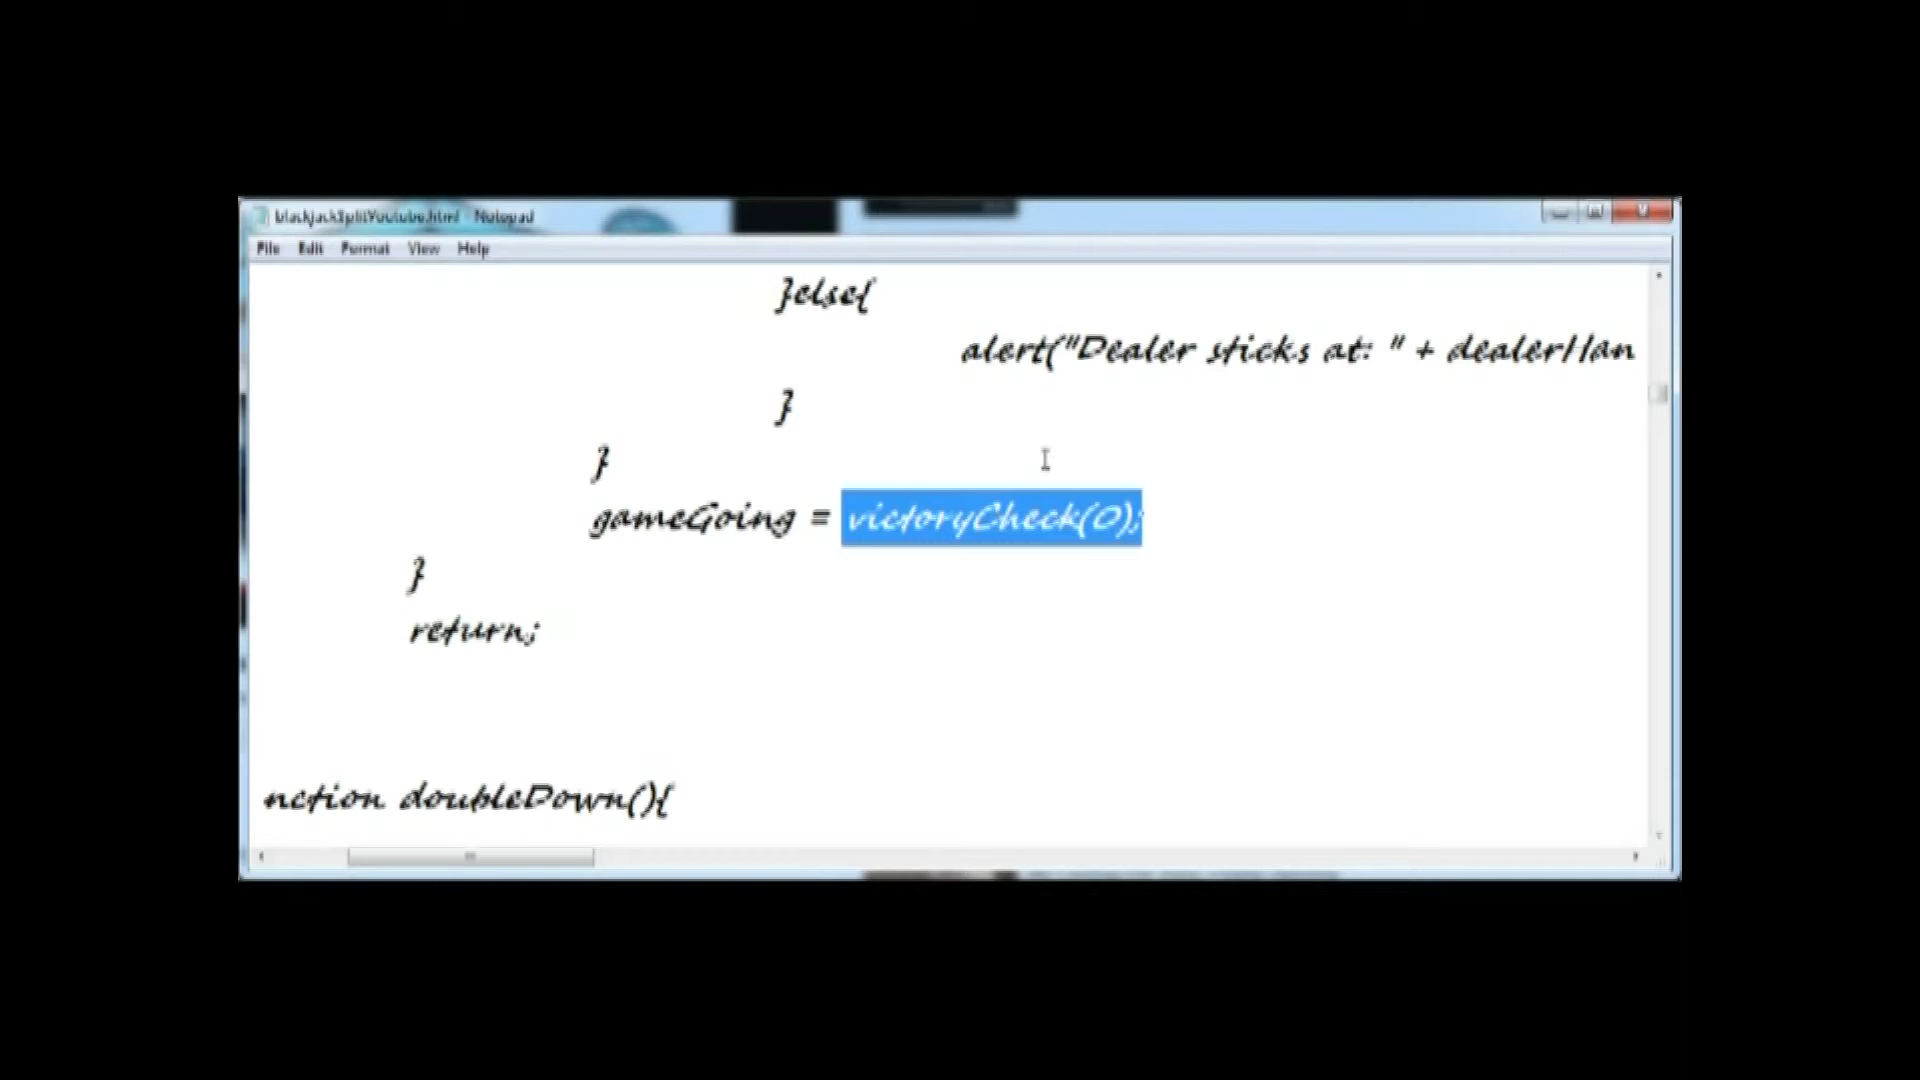 blackjackSplitYoutube.html - Notepad
File Edit Format View Help
}else{
alert("Dealer sticks at: " + dealerHan
}
}
gameGoing = victoryCheck(0);
}
return;
nction doubleDown(){